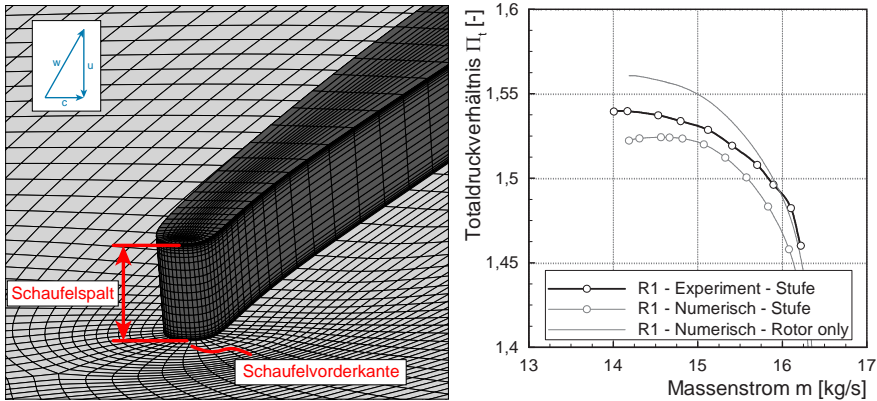 w
u
c
Schaufelspalt
Schaufelvorderkante
Totaldruckverhältnis Π_t [-]
1,6
1,55
1,5
1,45
1,4
R1 - Experiment - Stufe
R1 - Numerisch - Stufe
R1 - Numerisch - Rotor only
13 14 15 16 17
Massenstrom m [kg/s]